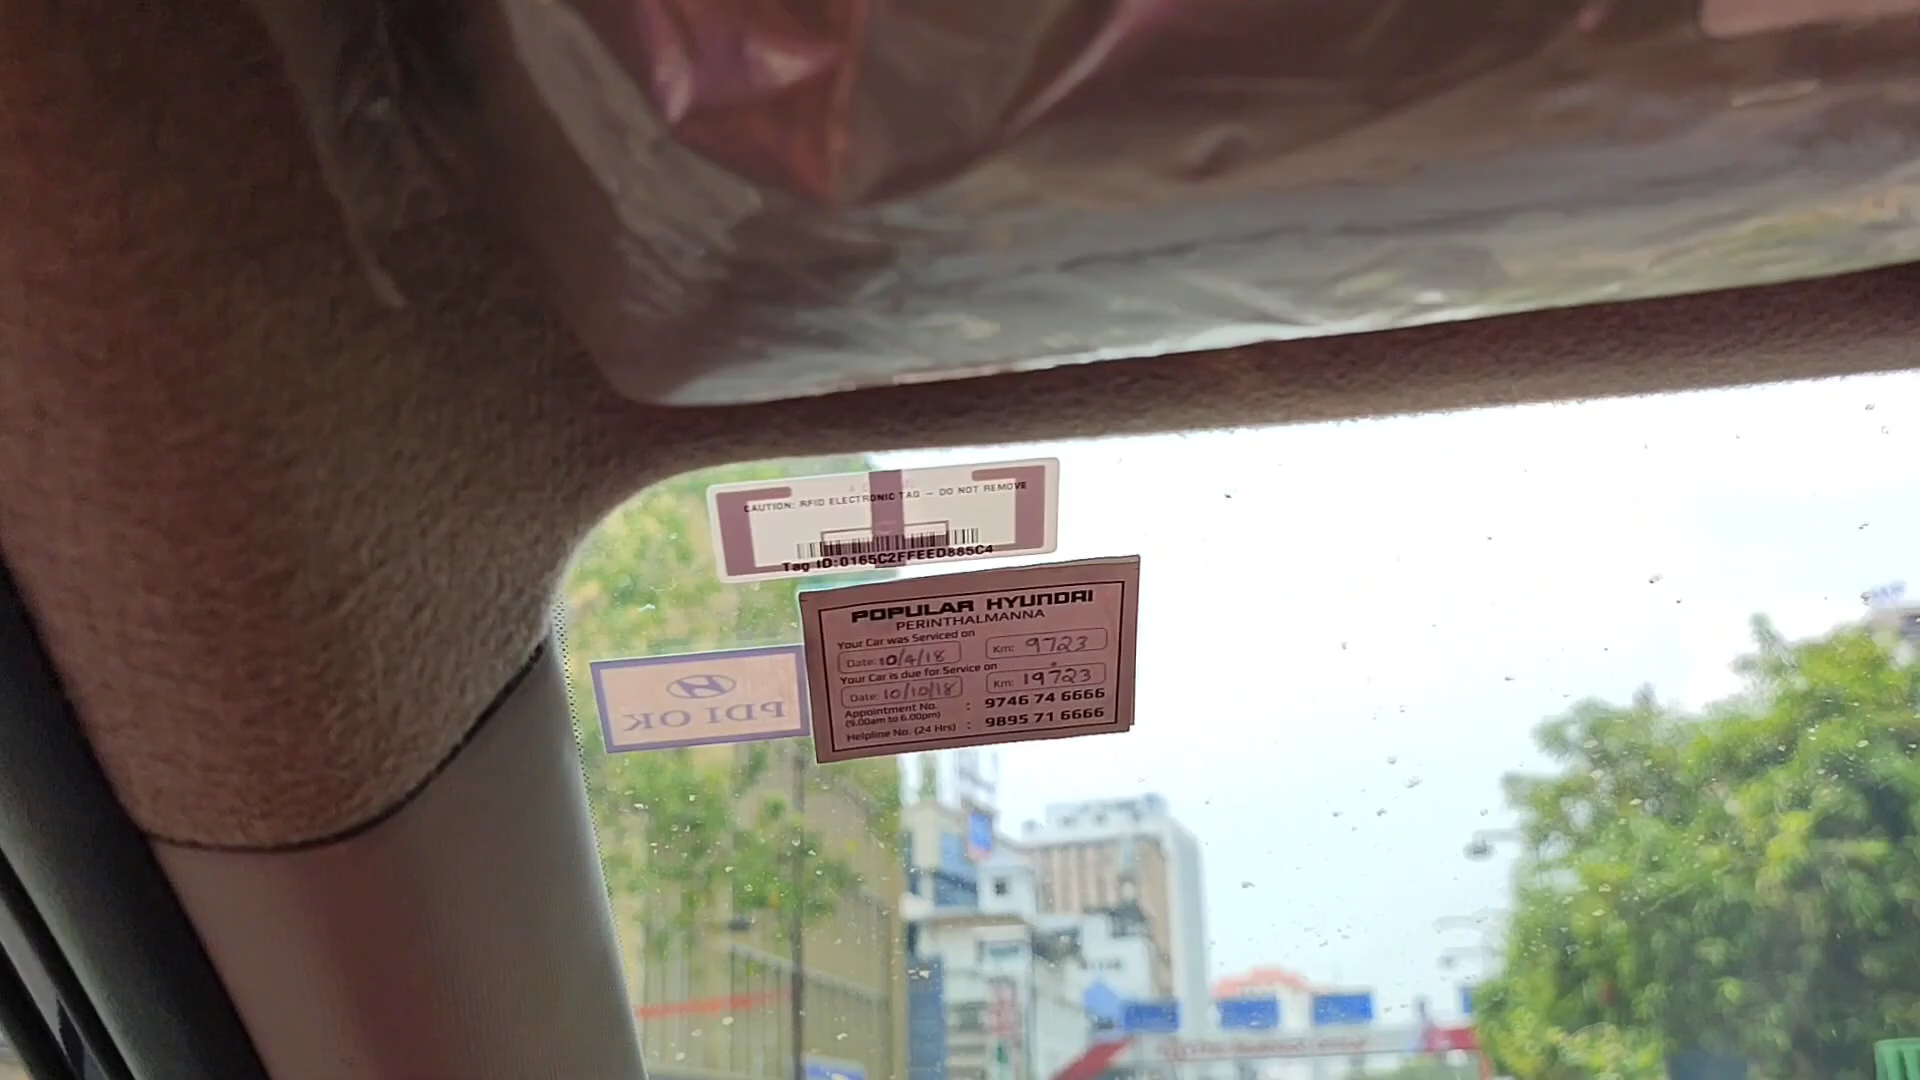 CAUTION: RFID ELECTRONIC TAG – DO NOT REMOVE
Tag ID:0165C2FFEED885C4
POPULAR HYUNDAI
PERINTHALMANNA
Your Car was Serviced on
Date: 10/4/18 Km: 9723
Your Car is due for Service on
Date: 10/10/18 Km: 19723
Appointment No. : 9746 74 6666
(9.00am to 6.00pm)
Helpline No. (24 Hrs) : 9895 71 6666
PDI OK